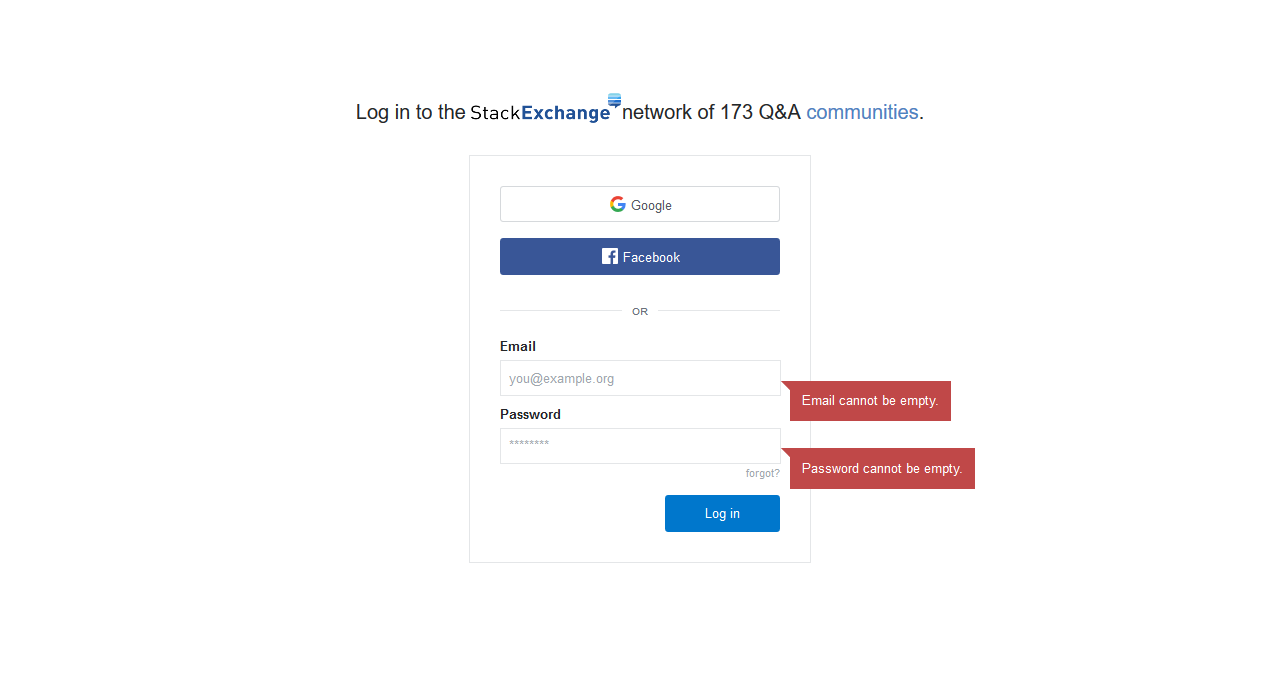 Log in to the StackExchange network of 173 Q&A communities.
Google
Facebook
OR
Email
you@example.org
Email cannot be empty.
Password
********
Password cannot be empty.
forgot?
Log in